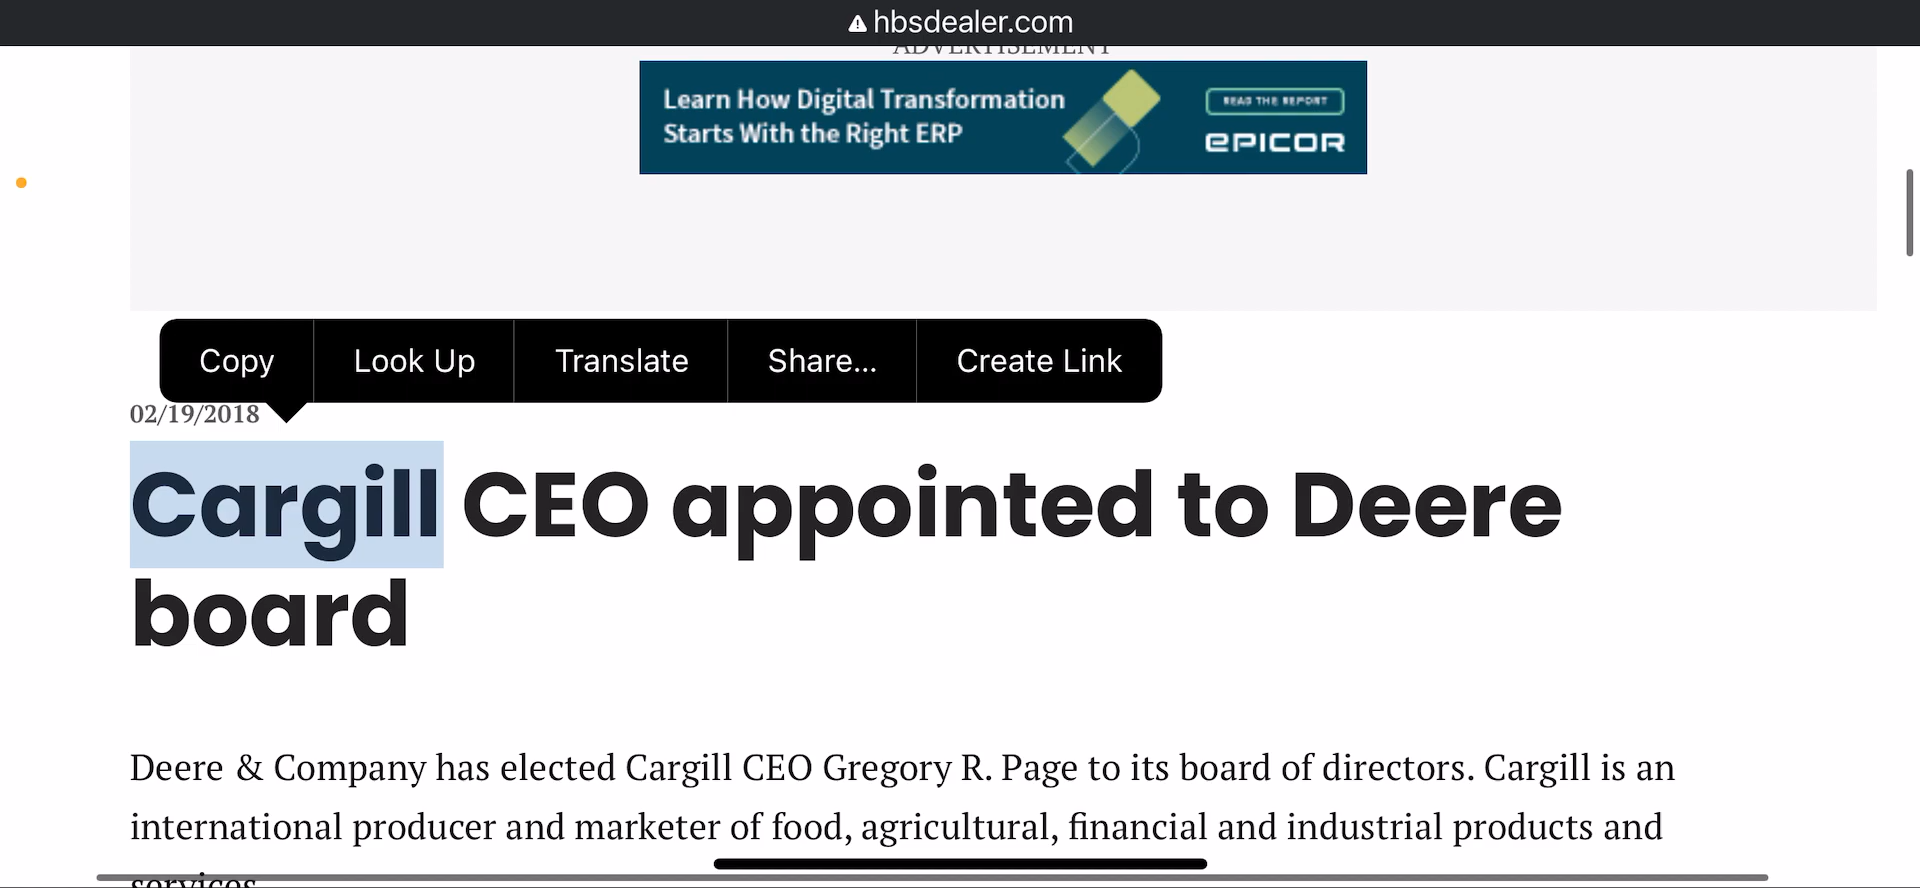 hbsdealer.com
ADVERTISEMENT
Learn How Digital Transformation
Starts With the Right ERP
READ THE REPORT
EPICOR
Copy
Look Up
Translate
Share...
Create Link
02/19/2018
Cargill CEO appointed to Deere
board
Deere & Company has elected Cargill CEO Gregory R. Page to its board of directors. Cargill is an
international producer and marketer of food, agricultural, financial and industrial products and
services.